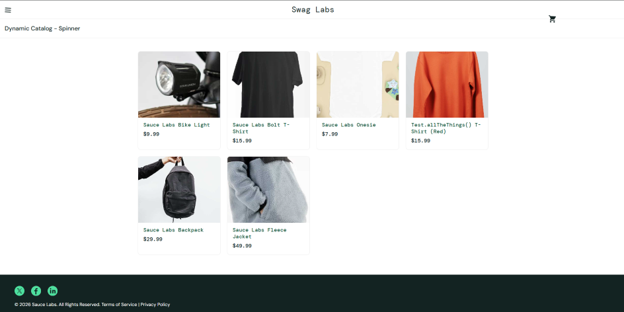 Swag Labs
Dynamic Catalog - Spinner
Sauce Labs Bike Light
$9.99
Sauce Labs Bolt T-
Shirt
$15.99
Sauce Labs Onesie
$7.99
Test.allTheThings() T-
Shirt (Red)
$15.99
Sauce Labs Backpack
$29.99
Sauce Labs Fleece
Jacket
$49.99
© 2026 Sauce Labs. All Rights Reserved. Terms of Service | Privacy Policy